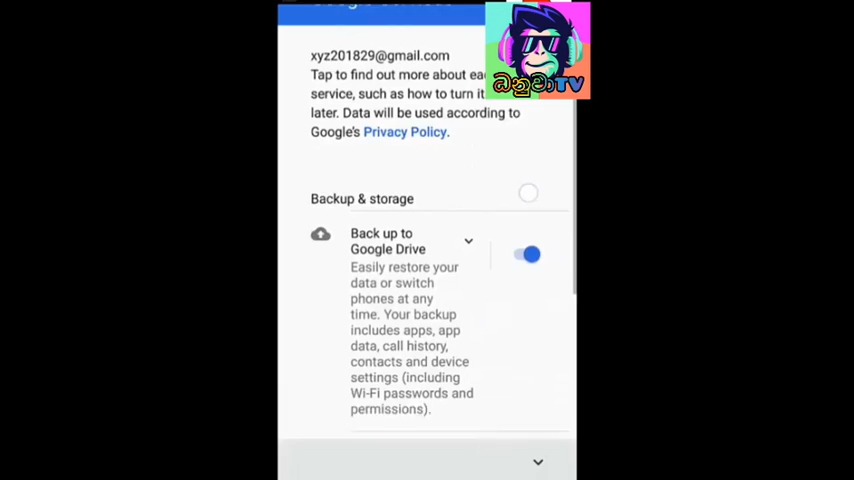 xyz201829@gmail.com
Tap to find out more about each
service, such as how to turn it
later. Data will be used according to
Google's Privacy Policy.
Backup & storage
Back up to
Google Drive
Easily restore your
data or switch
phones at any
time. Your backup
includes apps, app
data, call history,
contacts and device
settings (including
Wi-Fi passwords and
permissions).
ධනුවාTV